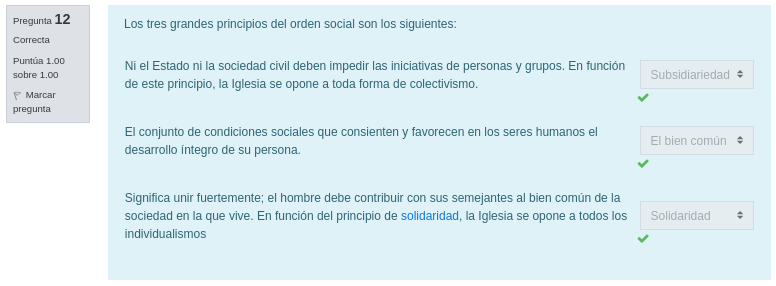 Pregunta 12
Correcta
Puntúa 1.00
sobre 1.00
Marcar
pregunta
Los tres grandes principios del orden social son los siguientes:
Ni el Estado ni la sociedad civil deben impedir las iniciativas de personas y grupos. En función
de este principio, la Iglesia se opone a toda forma de colectivismo.
Subsidiariedad
El conjunto de condiciones sociales que consienten y favorecen en los seres humanos el
desarrollo íntegro de su persona.
El bien común
Significa unir fuertemente; el hombre debe contribuir con sus semejantes al bien común de la
sociedad en la que vive. En función del principio de solidaridad, la Iglesia se opone a todos los
individualismos
Solidaridad